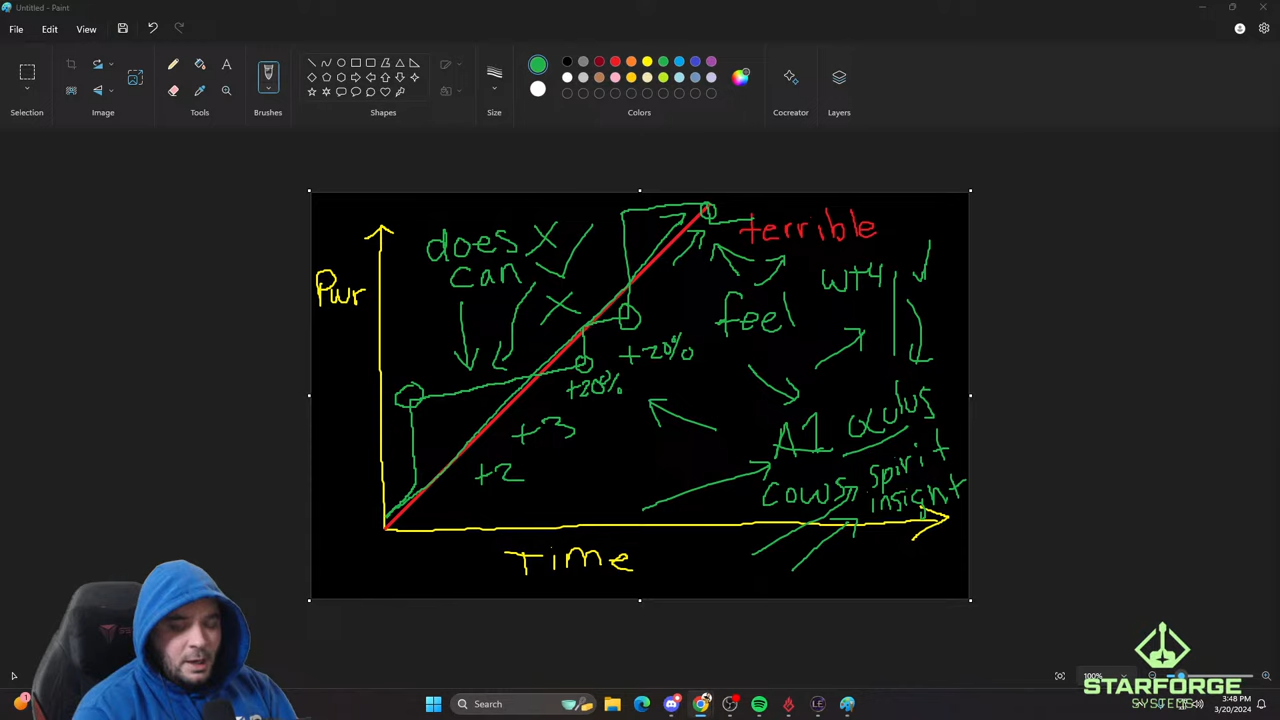 Untitled - Paint
File Edit View
Selection Image Tools Brushes Shapes Size Colors Cocreator Layers
does X
can
X
Pwr
terrible
WT4
feel
+20%
+20%
+3
+2
A1 oculus
cows spirit
insight
Time
100%
STARFORGE
SYSTEMS
Search
3:48 PM
3/20/2024